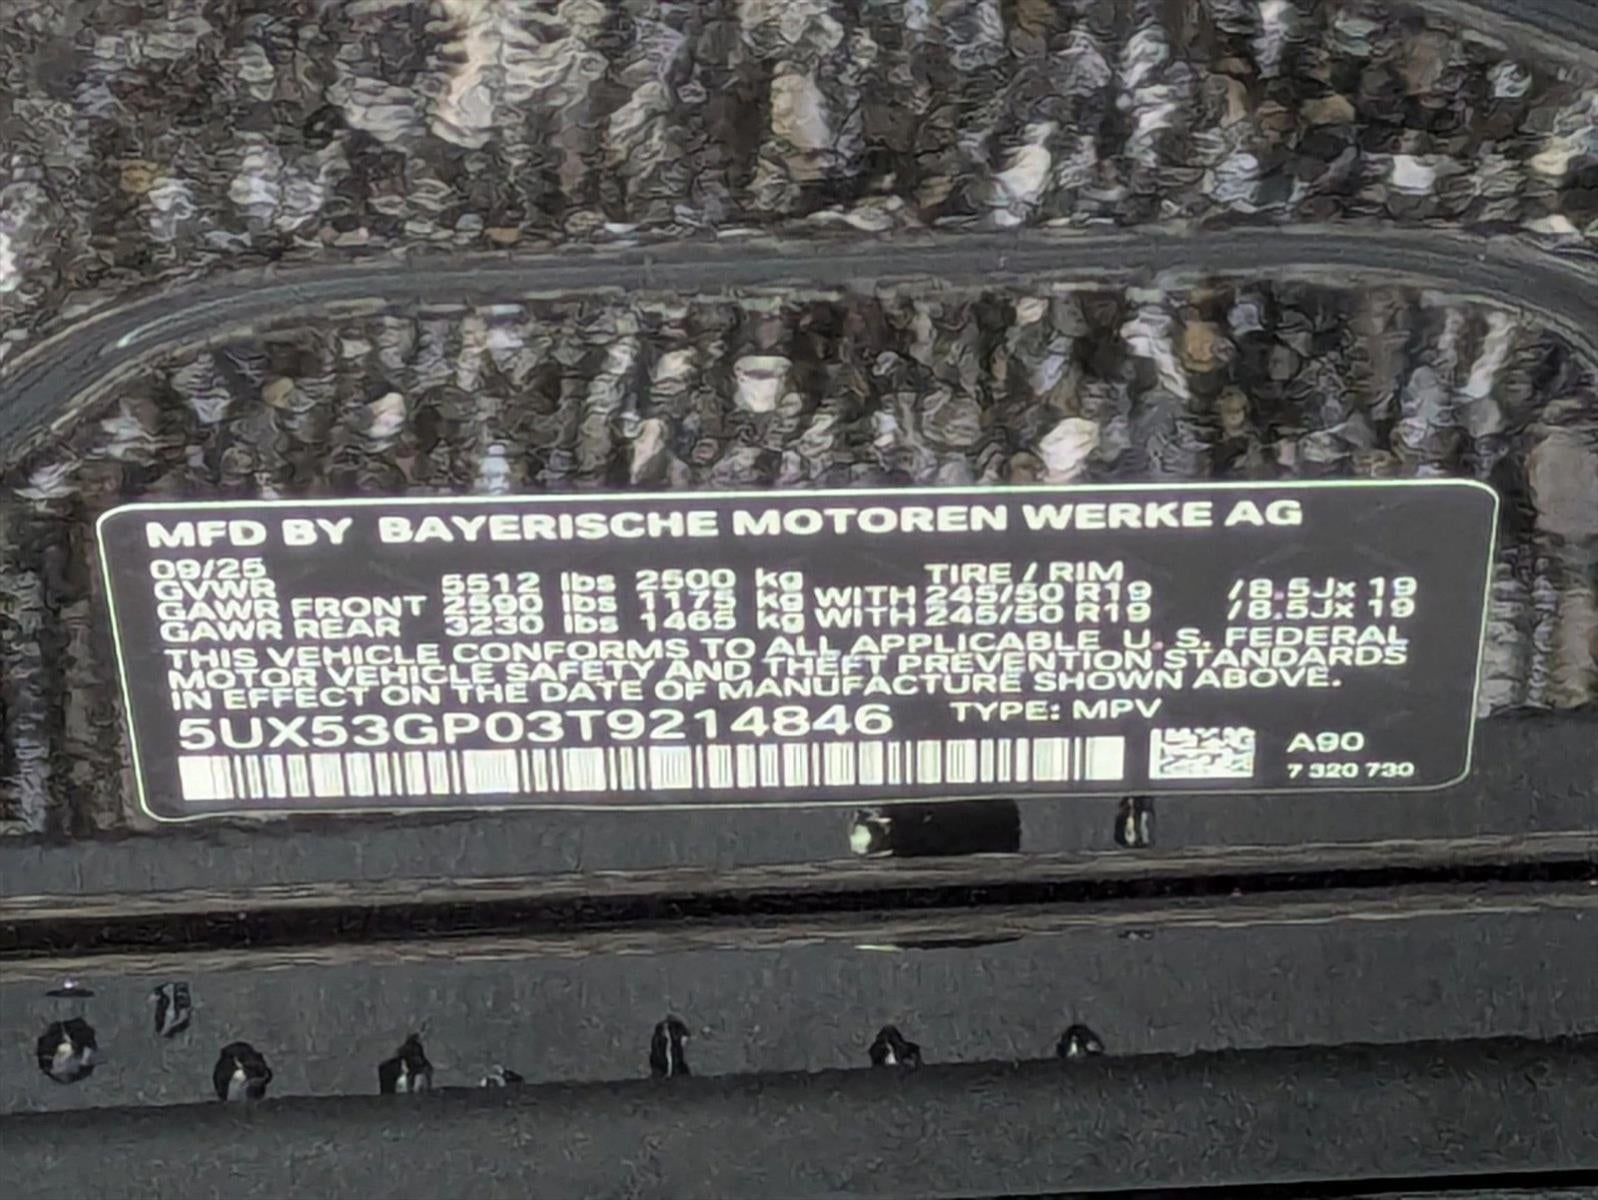 MFD BY BAYERISCHE MOTOREN WERKE AG
09/25
GVWR 5512 lbs 2500 kg TIRE / RIM
GAWR FRONT 2590 lbs 1175 kg WITH 245/50 R19 /8.5Jx 19
GAWR REAR 3230 lbs 1465 kg WITH 245/50 R19 /8.5Jx 19
THIS VEHICLE CONFORMS TO ALL APPLICABLE U. S. FEDERAL
MOTOR VEHICLE SAFETY AND THEFT PREVENTION STANDARDS
IN EFFECT ON THE DATE OF MANUFACTURE SHOWN ABOVE.
5UX53GP03T9214846 TYPE: MPV
A90
7 320 730